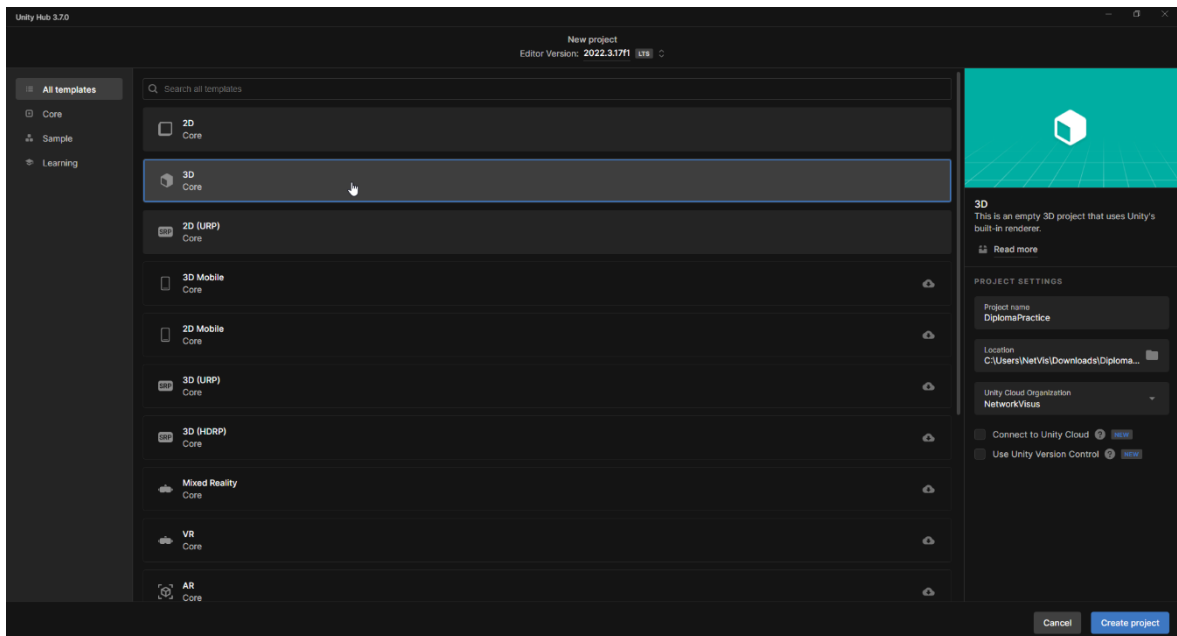 Unity Hub 3.7.0
New project
Editor Version: 2022.3.17f1 LTS
All templates
Core
Sample
Learning
Search all templates
2D
Core
3D
Core
SRP
2D (URP)
Core
3D Mobile
Core
2D Mobile
Core
SRP
3D (URP)
Core
SRP
3D (HDRP)
Core
Mixed Reality
Core
VR
Core
AR
Core
3D
This is an empty 3D project that uses Unity's
built-in renderer.
Read more
PROJECT SETTINGS
Project name
DiplomaPractice
Location
C:\Users\NetVis\Downloads\Diploma...
Unity Cloud Organization
NetworkVisus
Connect to Unity Cloud ? NEW
Use Unity Version Control ? NEW
Cancel
Create project